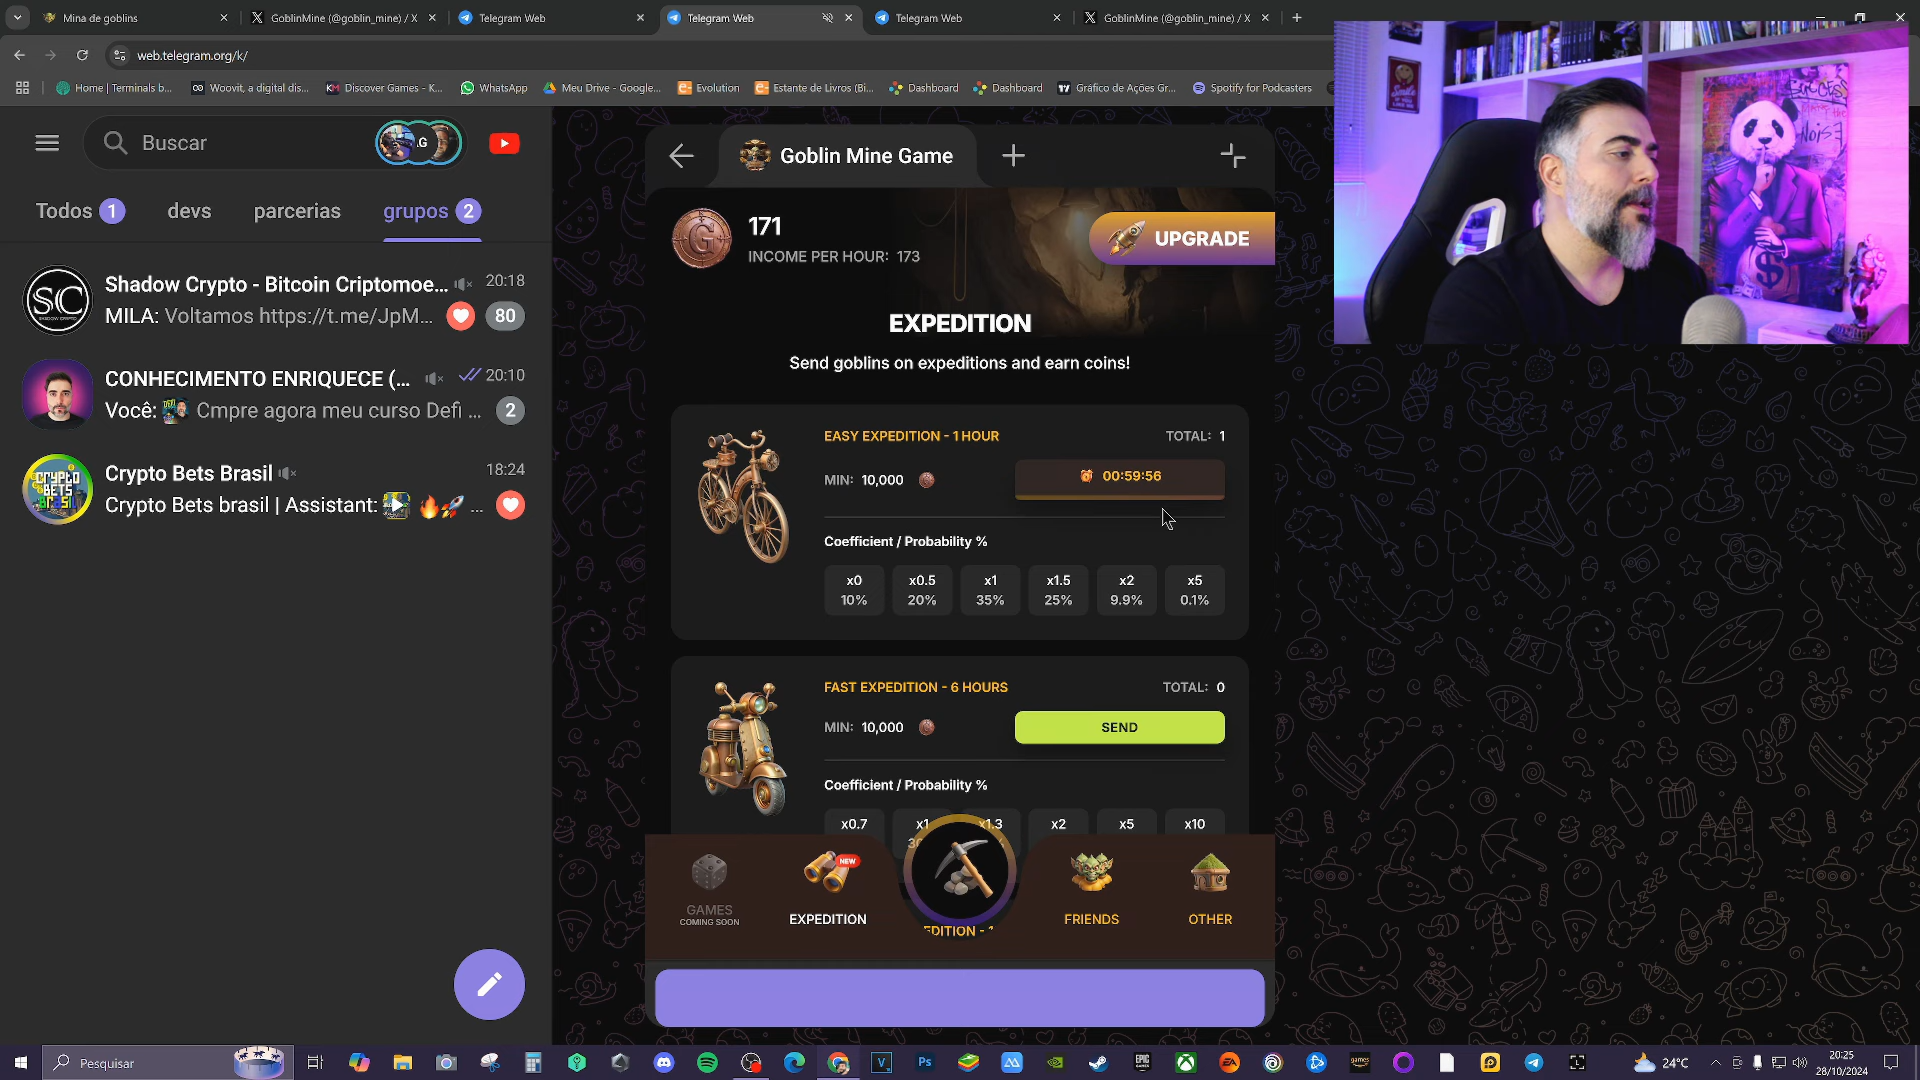 Mina de goblins
GoblinMine (@goblin_mine) / X
Telegram Web
Telegram Web
Telegram Web
GoblinMine (@goblin_mine) / X
web.telegram.org/k/
Home | Terminals b...
Woovit, a digital dis...
Discover Games - K...
WhatsApp
Meu Drive - Google...
Evolution
Estante de Livros (Bi...
Dashboard
Dashboard
Gráfico de Ações Gr...
Spotify for Podcasters
Buscar
Todos 1
devs
parcerias
grupos 2
Shadow Crypto - Bitcoin Criptomoe... 20:18
MILA: Voltamos https://t.me/JpM... 80
CONHECIMENTO ENRIQUECE (... 20:10
Você: Cmpre agora meu curso Defi ... 2
Crypto Bets Brasil 18:24
Crypto Bets brasil | Assistant: ...
Goblin Mine Game
171
INCOME PER HOUR: 173
UPGRADE
EXPEDITION
Send goblins on expeditions and earn coins!
EASY EXPEDITION - 1 HOUR
TOTAL: 1
MIN: 10,000
00:59:56
Coefficient / Probability %
x0 x0.5 x1 x1.5 x2 x5
10% 20% 35% 25% 9.9% 0.1%
FAST EXPEDITION - 6 HOURS
TOTAL: 0
MIN: 10,000
SEND
Coefficient / Probability %
x0.7 x1 x1.3 x2 x5 x10
GAMES
COMING SOON
NEW
EXPEDITION
EDITION - 1
FRIENDS
OTHER
Pesquisar
24°C
20:25
28/10/2024